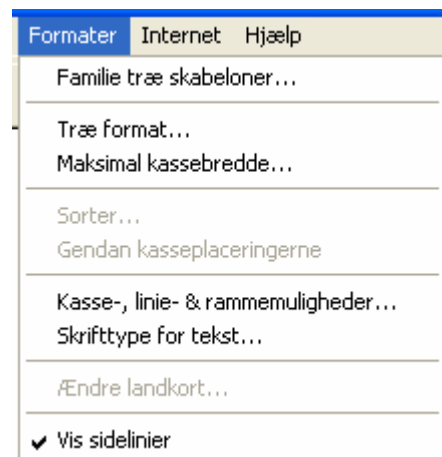 Formater Internet Hjælp
Familie træ skabeloner...
Træ format...
Maksimal kassebredde...
Sorter...
Gendan kasseplaceringerne
Kasse-, linie- & rammemuligheder...
Skrifttype for tekst...
Ændre landkort...
Vis sidelinier